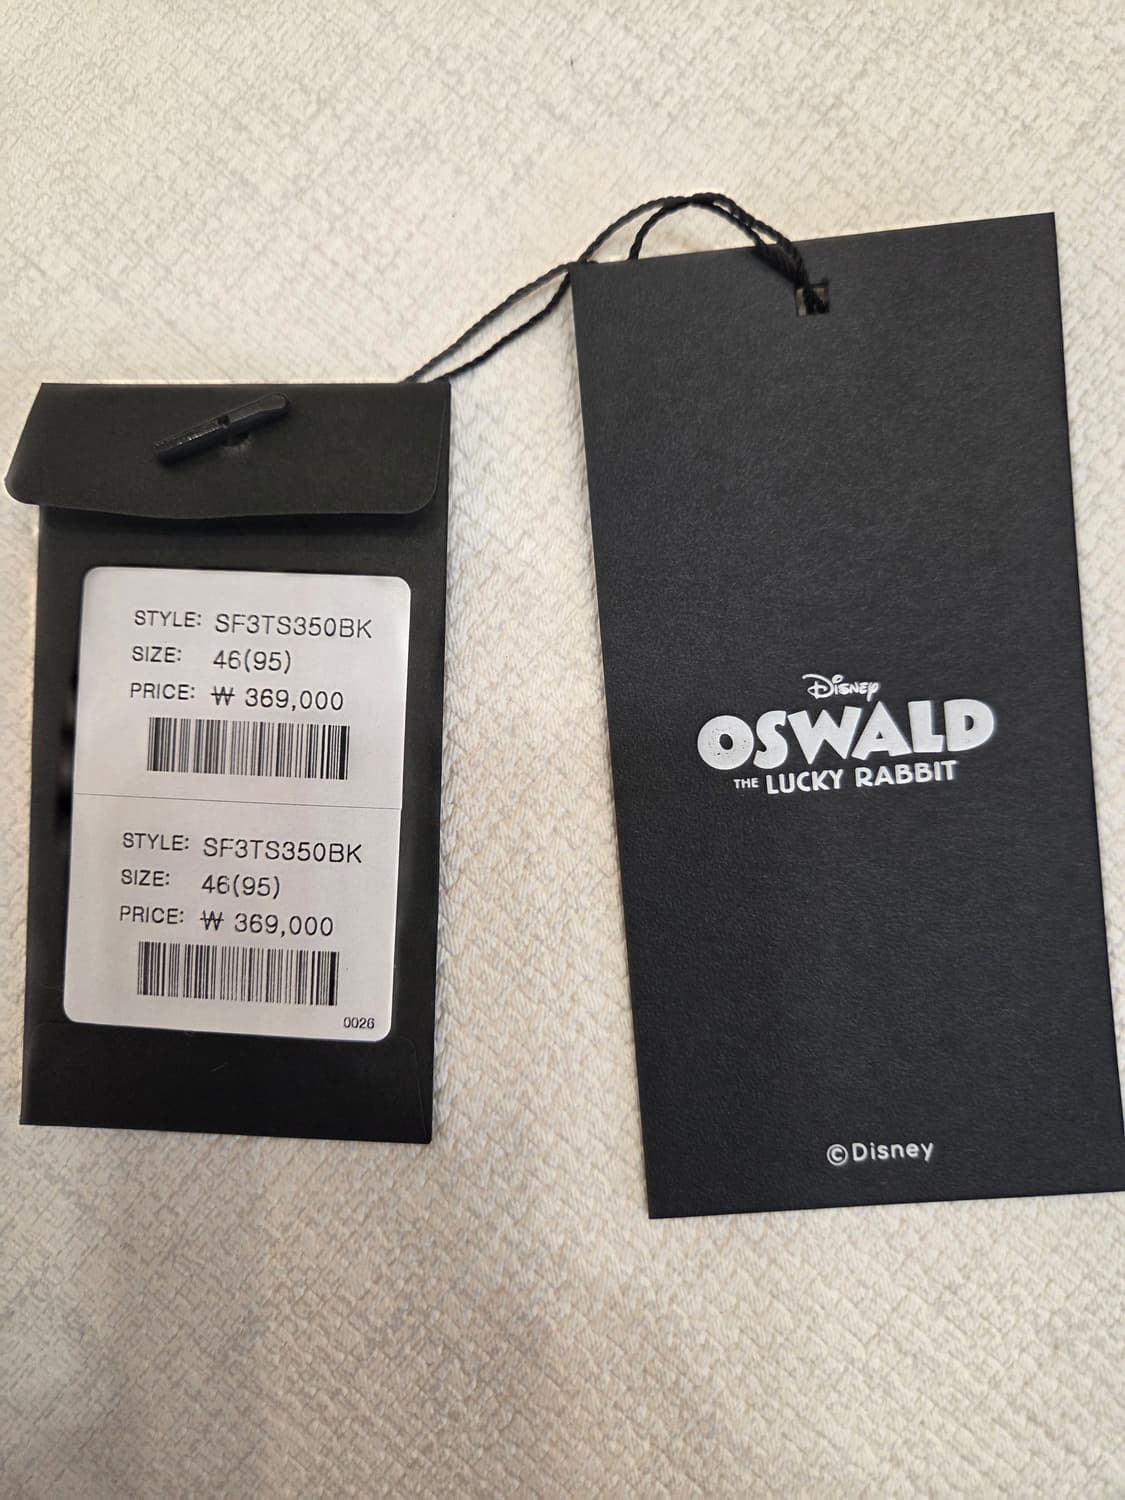 STYLE: SF3TS350BK
SIZE: 46(95)
PRICE: ₩ 369,000
STYLE: SF3TS350BK
SIZE: 46(95)
PRICE: ₩ 369,000
0026
Disney
OSWALD
THE LUCKY RABBIT
©Disney